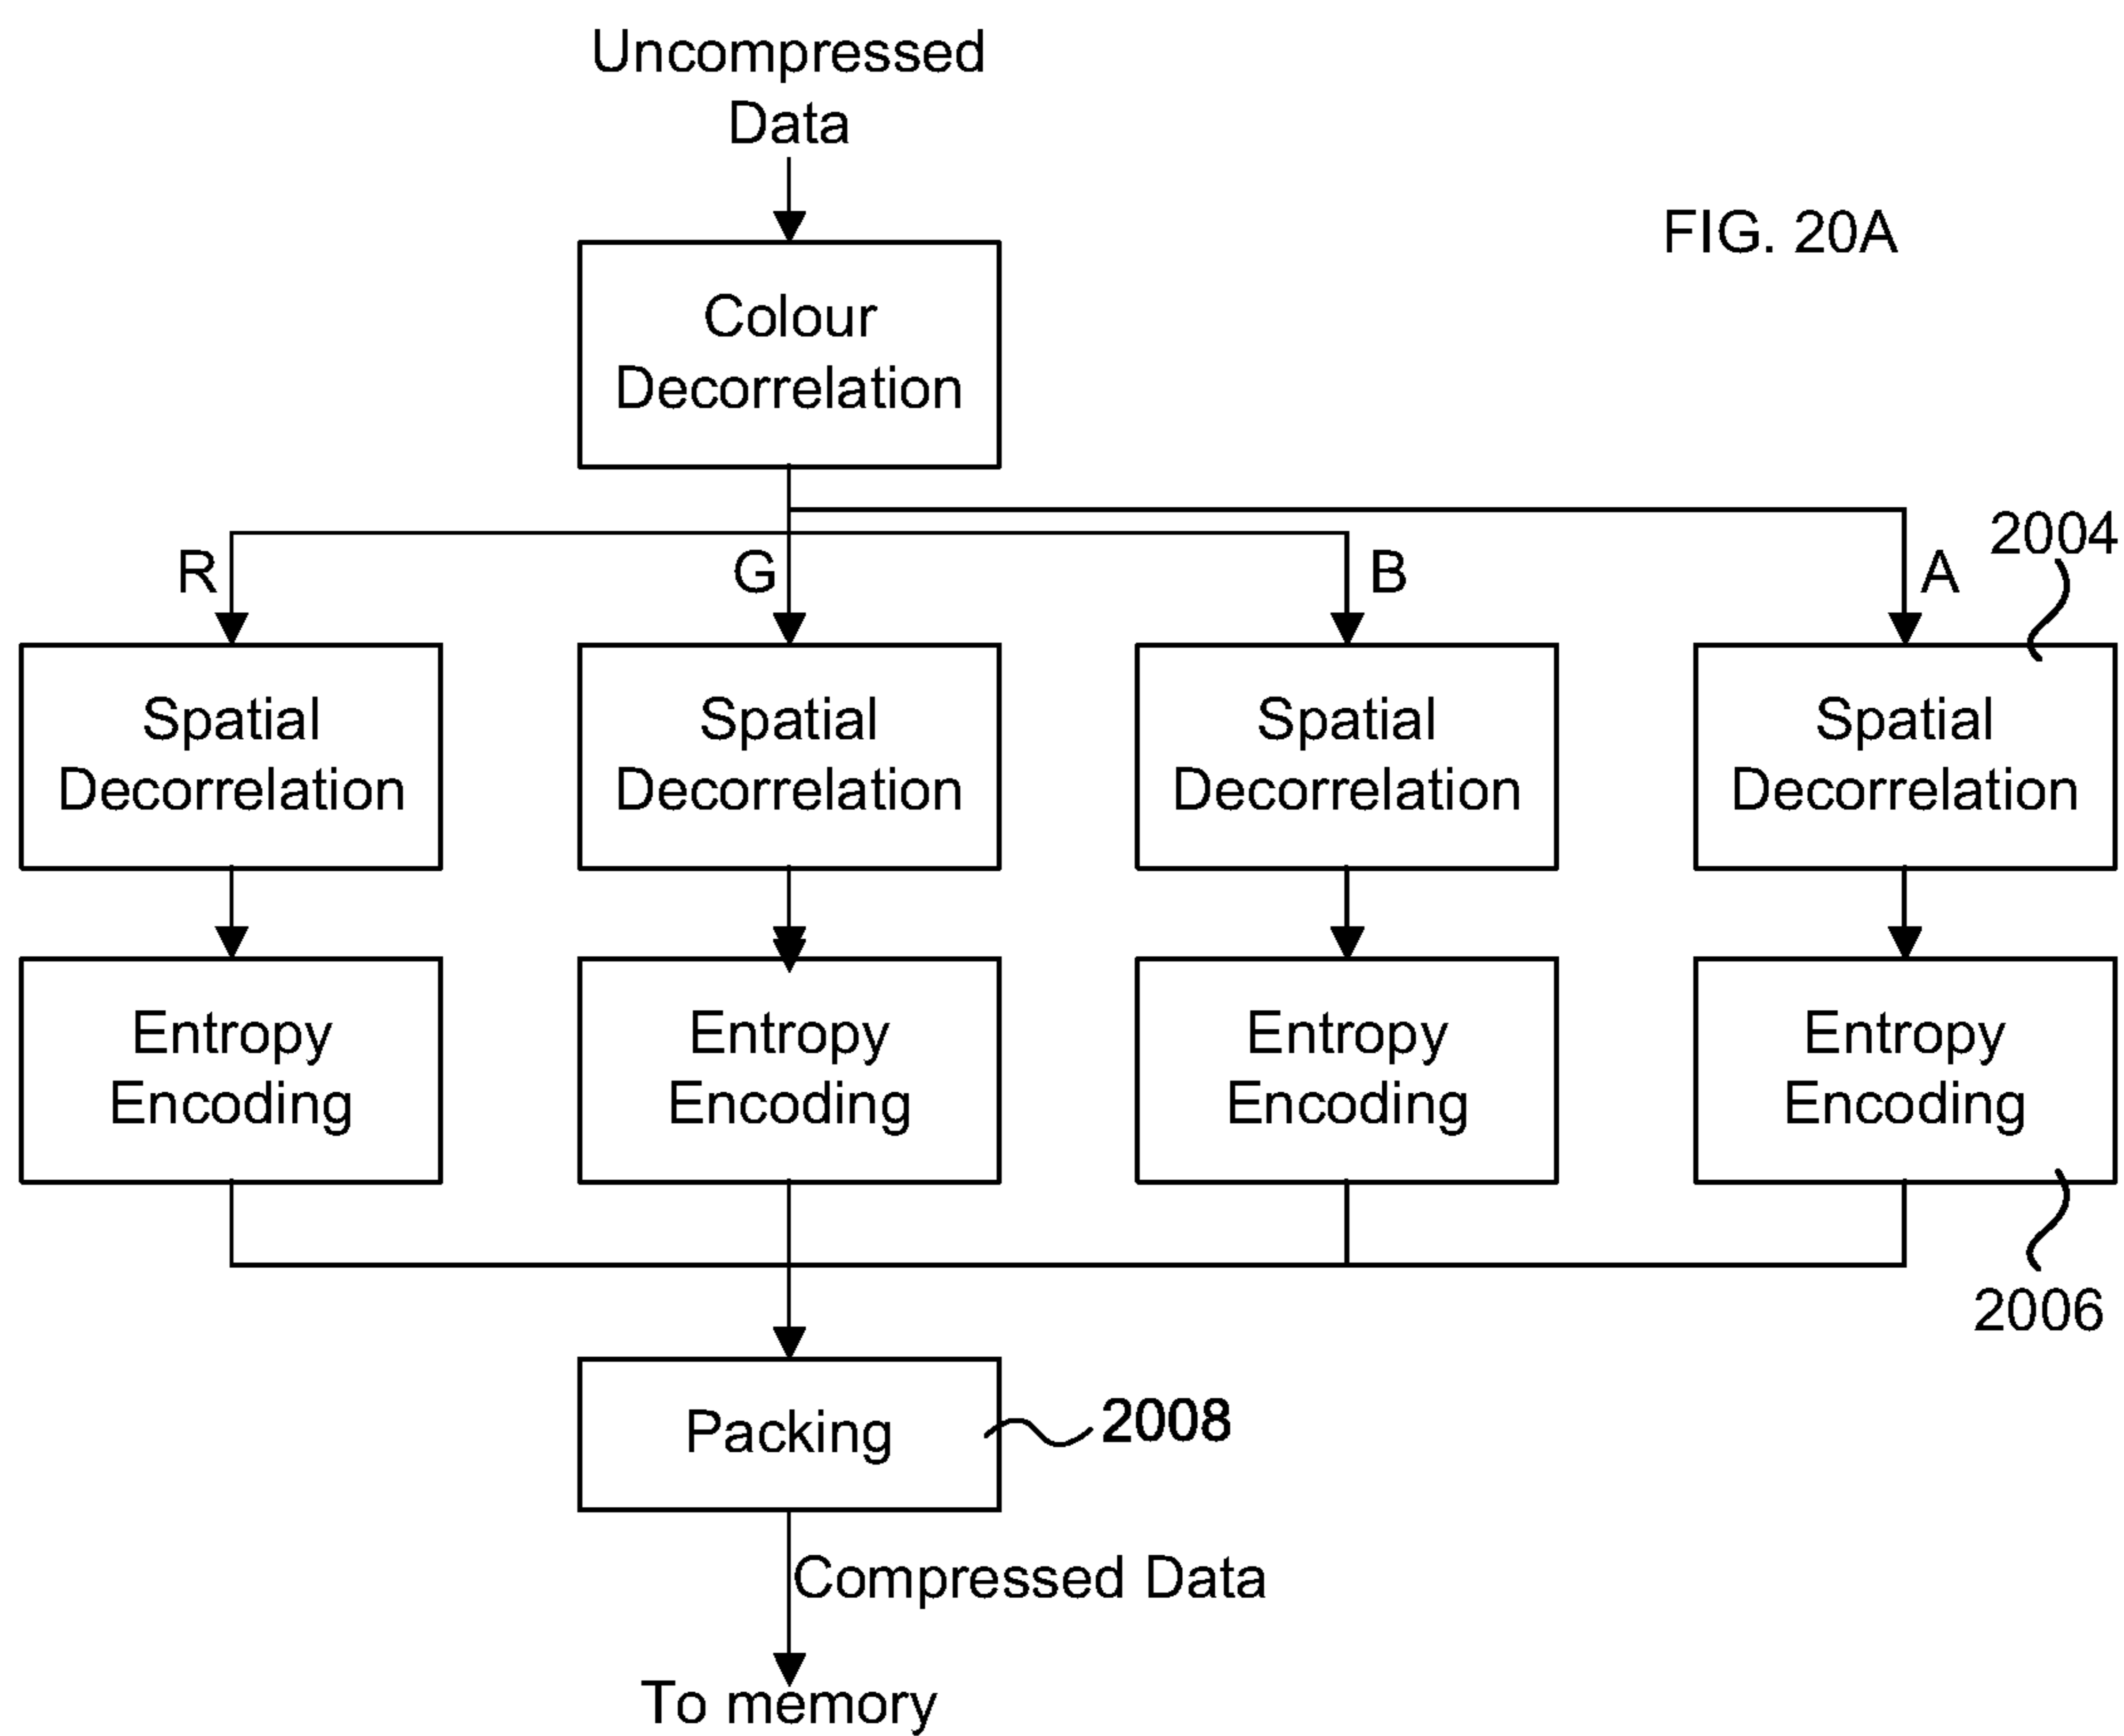 Uncompressed
Data
FIG. 20A
Colour
Decorrelation
R
G
B
A
2004
Spatial
Decorrelation
Spatial
Decorrelation
Spatial
Decorrelation
Spatial
Decorrelation
Entropy
Encoding
Entropy
Encoding
Entropy
Encoding
Entropy
Encoding
2006
Packing
2008
Compressed Data
To memory